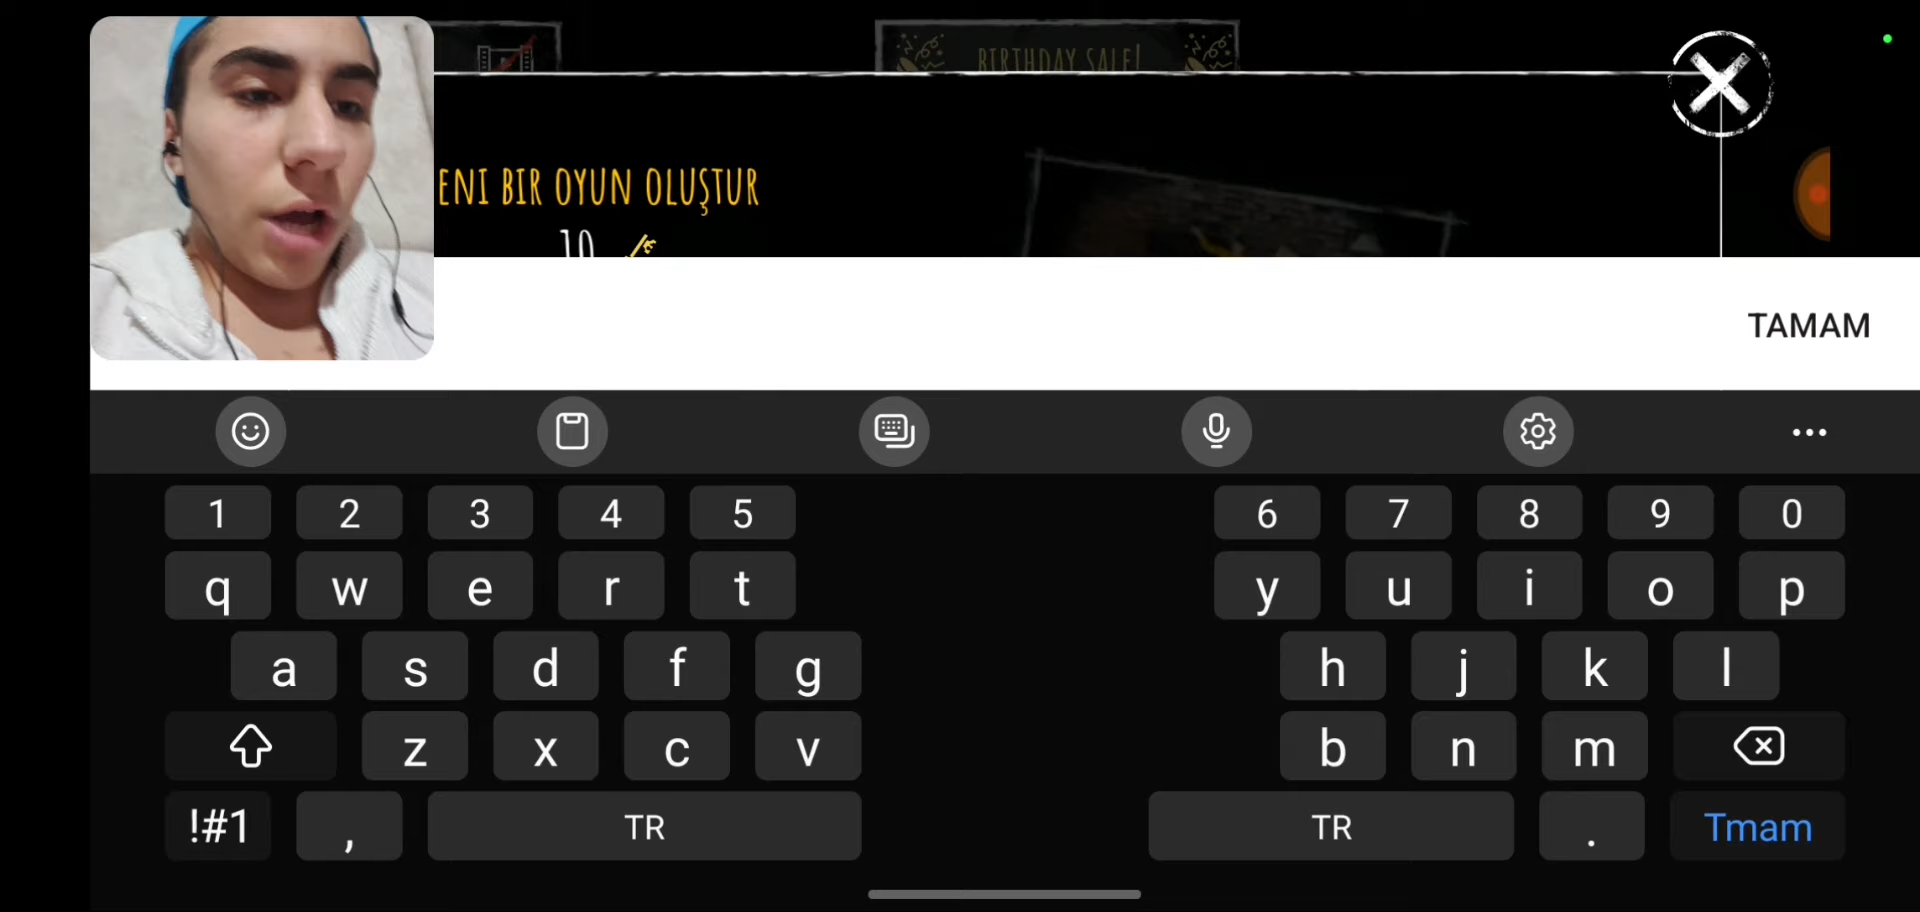 BIRTHDAY SALE!
ENI BIR OYUN OLUŞTUR
10
TAMAM
1 2 3 4 5 6 7 8 9 0
q w e r t y u i o p
a s d f g h j k l
z x c v b n m
!#1 , TR TR . Tmam